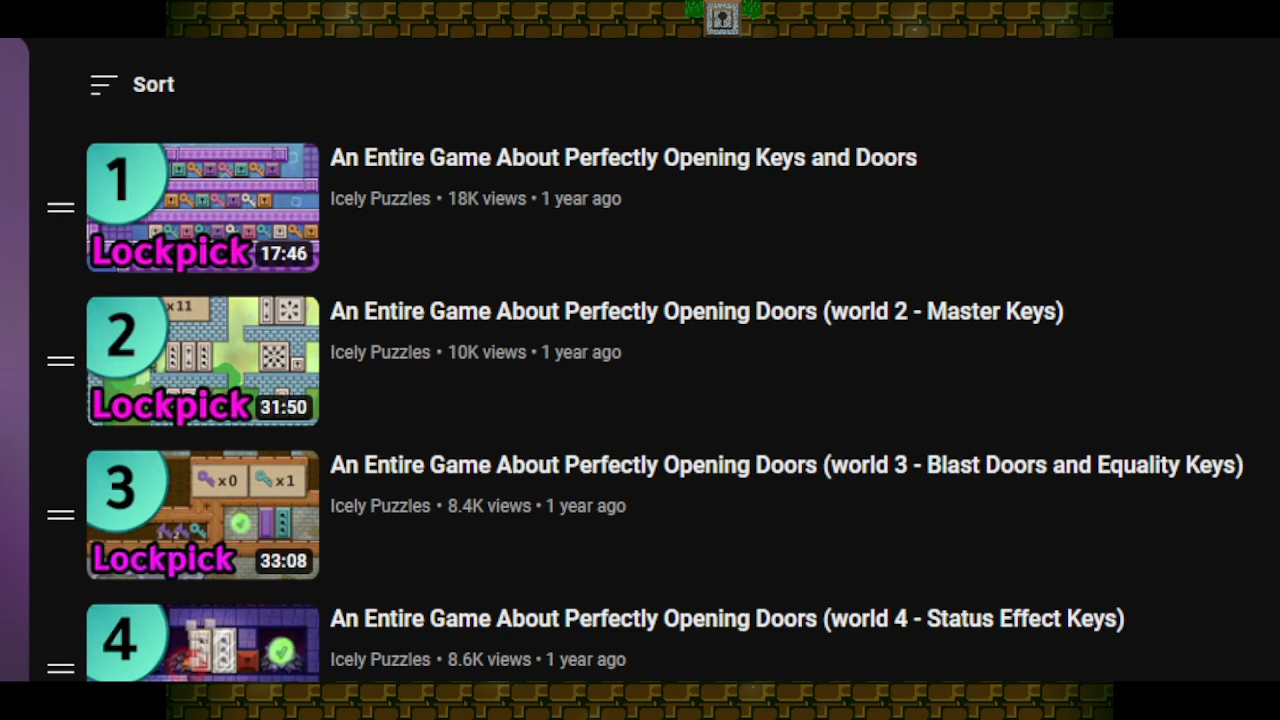 Sort
1
Lockpick
17:46
An Entire Game About Perfectly Opening Keys and Doors
Icely Puzzles • 18K views • 1 year ago
x11
2
Lockpick
31:50
An Entire Game About Perfectly Opening Doors (world 2 - Master Keys)
Icely Puzzles • 10K views • 1 year ago
x0 x1
3
Lockpick
33:08
An Entire Game About Perfectly Opening Doors (world 3 - Blast Doors and Equality Keys)
Icely Puzzles • 8.4K views • 1 year ago
4
An Entire Game About Perfectly Opening Doors (world 4 - Status Effect Keys)
Icely Puzzles • 8.6K views • 1 year ago